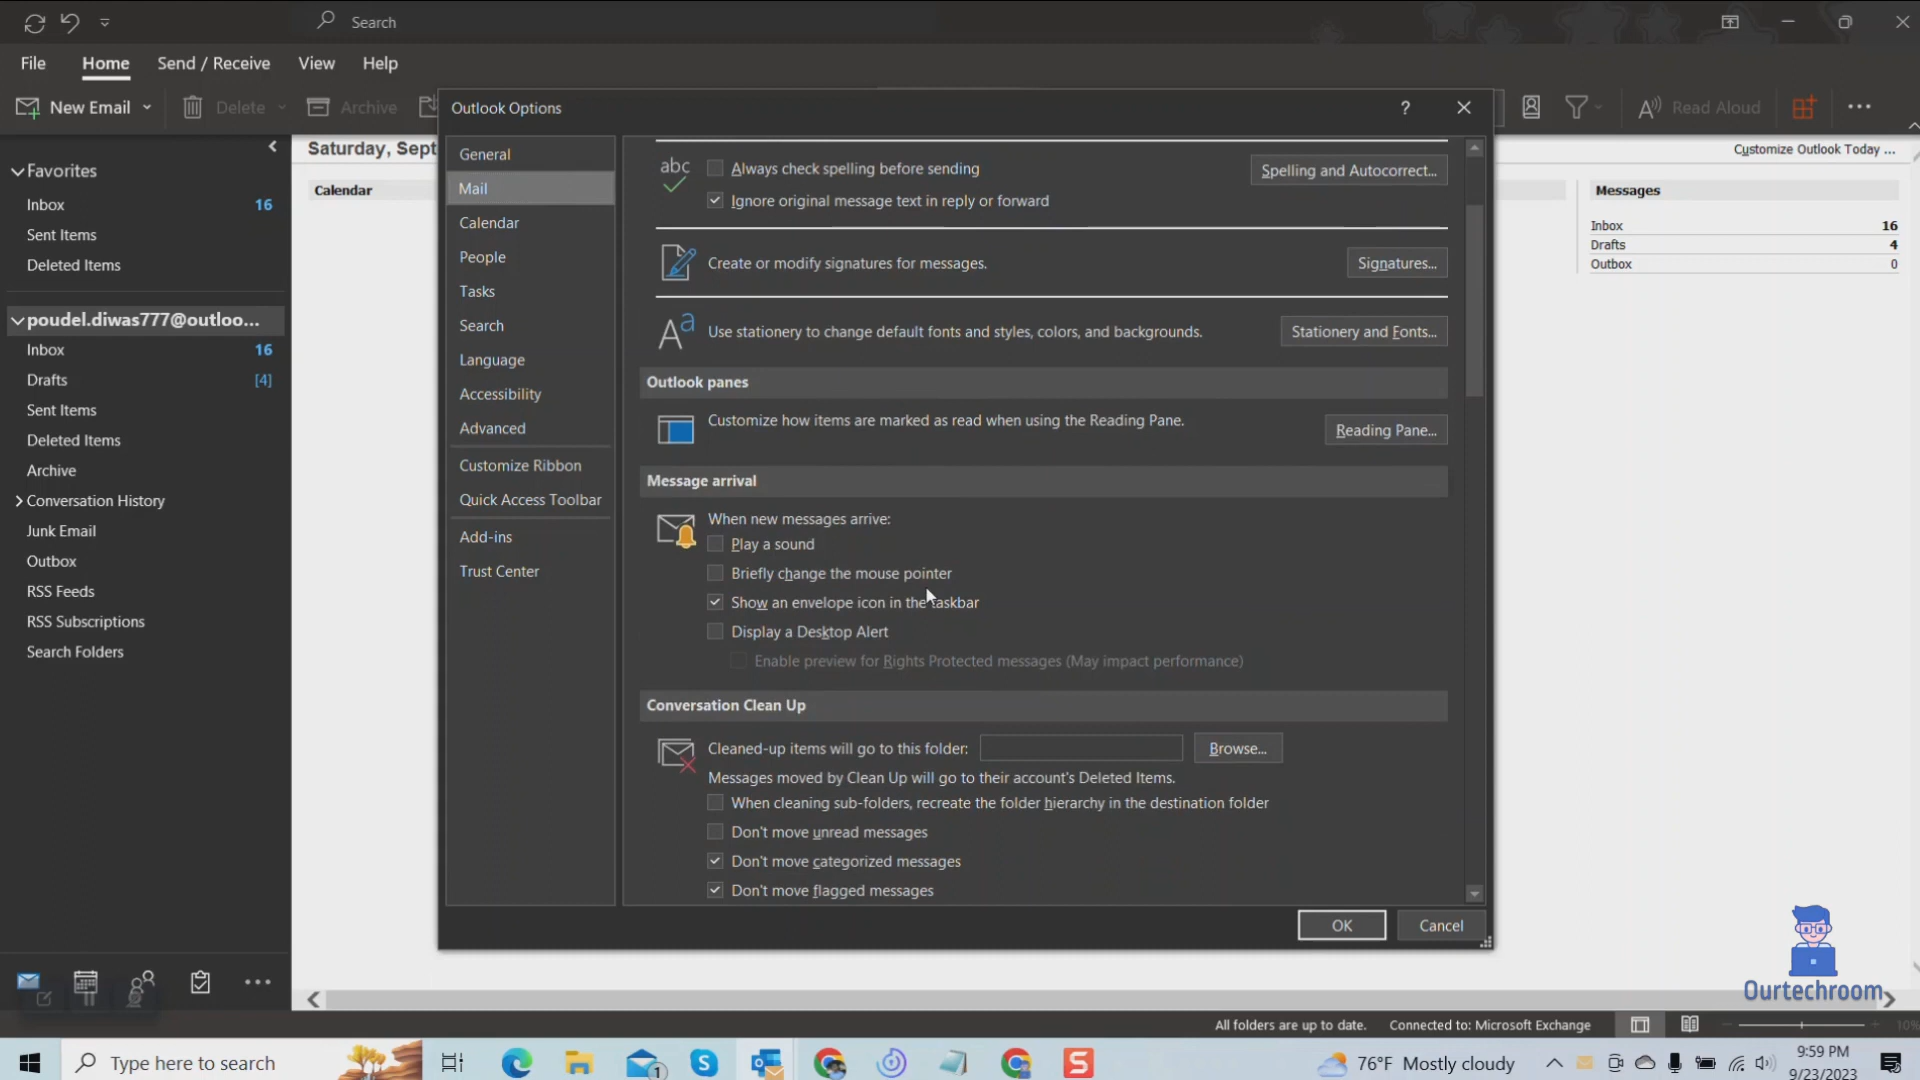 Search
File Home Send / Receive View Help
New Email Delete Archive Read Aloud
Outlook Options
Saturday, Sept
Customize Outlook Today ...
Calendar
Messages
Inbox 16
Drafts 4
Outbox 0
Favorites
Inbox 16
Sent Items
Deleted Items
poudel.diwas777@outloo...
Inbox 16
Drafts [4]
Sent Items
Deleted Items
Archive
Conversation History
Junk Email
Outbox
RSS Feeds
RSS Subscriptions
Search Folders
General
Mail
Calendar
People
Tasks
Search
Language
Accessibility
Advanced
Customize Ribbon
Quick Access Toolbar
Add-ins
Trust Center
abc
Always check spelling before sending
Spelling and Autocorrect...
Ignore original message text in reply or forward
Create or modify signatures for messages.
Signatures...
Use stationery to change default fonts and styles, colors, and backgrounds.
Stationery and Fonts...
Outlook panes
Customize how items are marked as read when using the Reading Pane.
Reading Pane...
Message arrival
When new messages arrive:
Play a sound
Briefly change the mouse pointer
Show an envelope icon in the taskbar
Display a Desktop Alert
Enable preview for Rights Protected messages (May impact performance)
Conversation Clean Up
Cleaned-up items will go to this folder:
Browse...
Messages moved by Clean Up will go to their account's Deleted Items.
When cleaning sub-folders, recreate the folder hierarchy in the destination folder
Don't move unread messages
Don't move categorized messages
Don't move flagged messages
OK Cancel
Ourtechroom
All folders are up to date. Connected to: Microsoft Exchange 10%
Type here to search
1
76°F Mostly cloudy
9:59 PM
9/23/2023